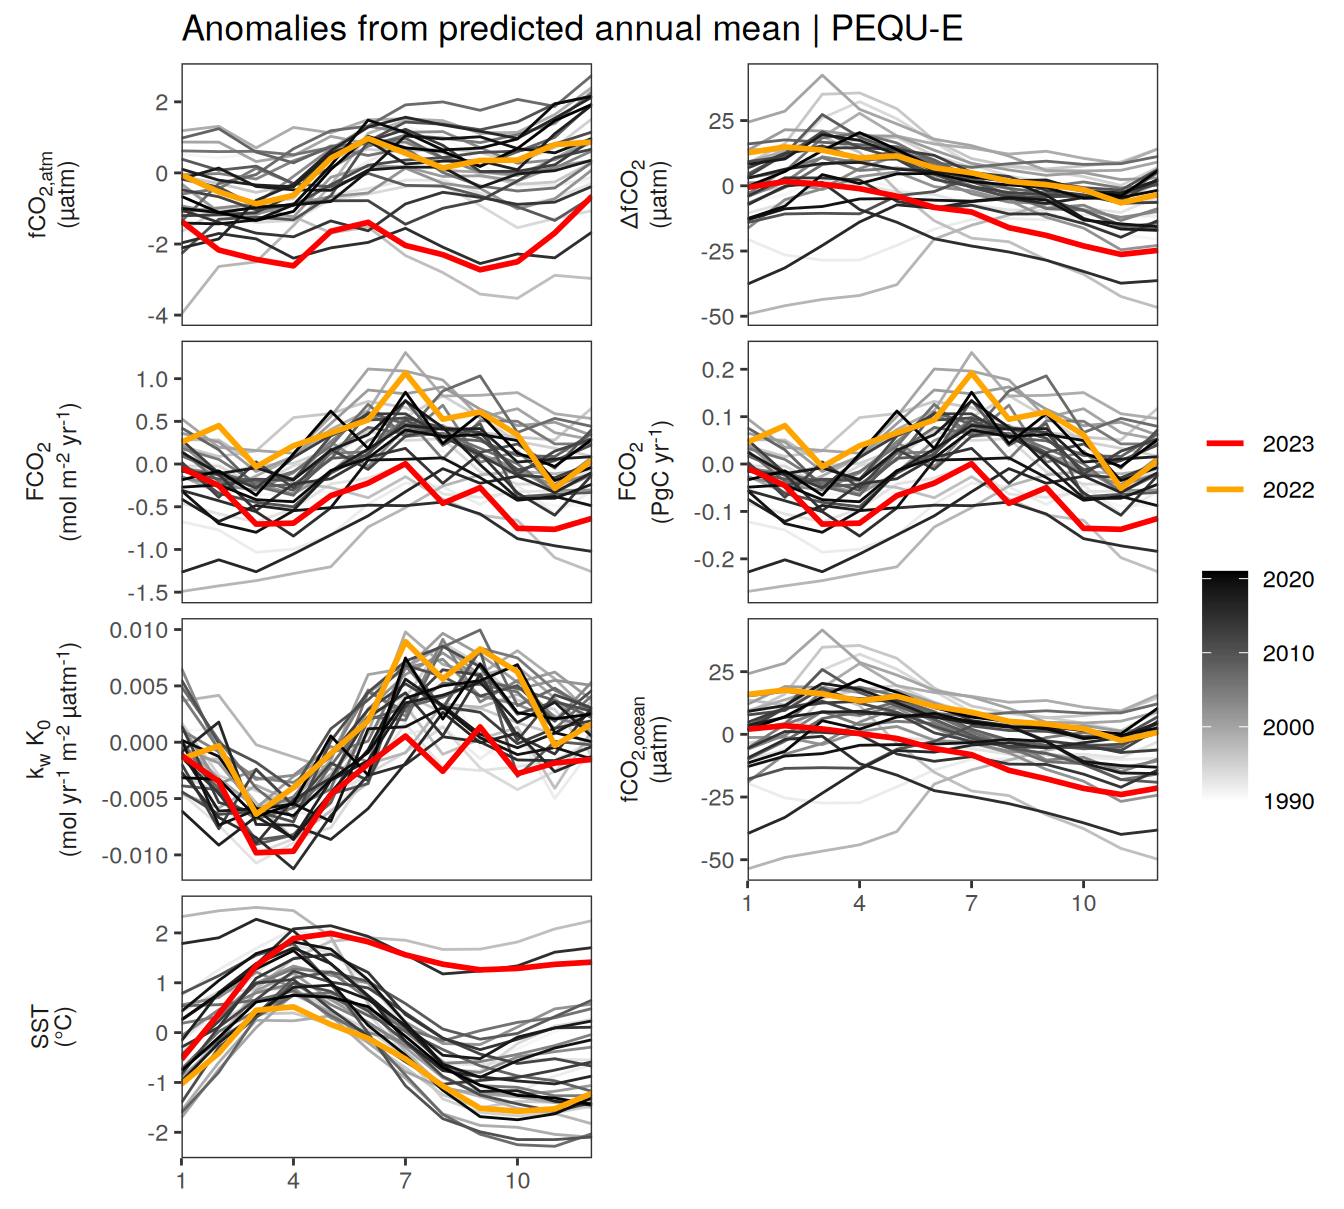 Anomalies from predicted annual mean | PEQU-E
fCO2,atm
(µatm)
2
0
-2
-4
ΔfCO2
(µatm)
25
0
-25
-50
FCO2
(mol m-2 yr-1)
1.0
0.5
0.0
-0.5
-1.0
-1.5
FCO2
(PgC yr-1)
0.2
0.1
0.0
-0.1
-0.2
kw K0
(mol yr-1 m-2 µatm-1)
0.010
0.005
0.000
-0.005
-0.010
fCO2,ocean
(µatm)
25
0
-25
-50
1 4 7 10
SST
(°C)
2
1
0
-1
-2
1 4 7 10
2023
2022
2020
2010
2000
1990